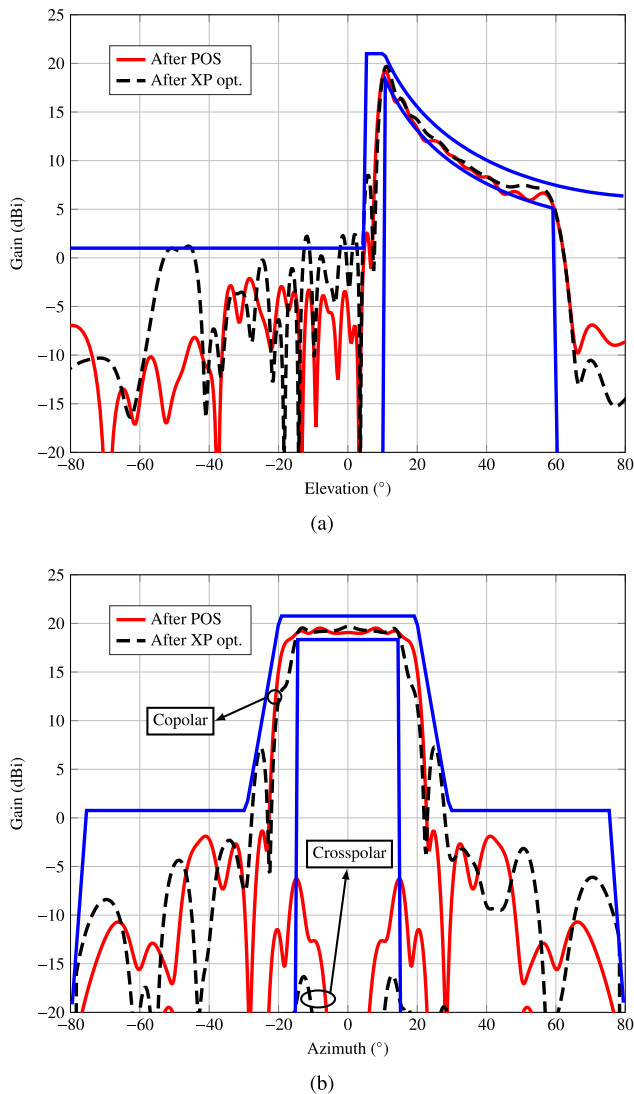 25
20
15
10
5
0
−5
−10
−15
−20
Gain (dBi)
After POS
After XP opt.
−80 −60 −40 −20 0 20 40 60 80
Elevation (°)
(a)
25
20
15
10
5
0
−5
−10
−15
−20
Gain (dBi)
After POS
After XP opt.
Copolar
Crosspolar
−80 −60 −40 −20 0 20 40 60 80
Azimuth (°)
(b)